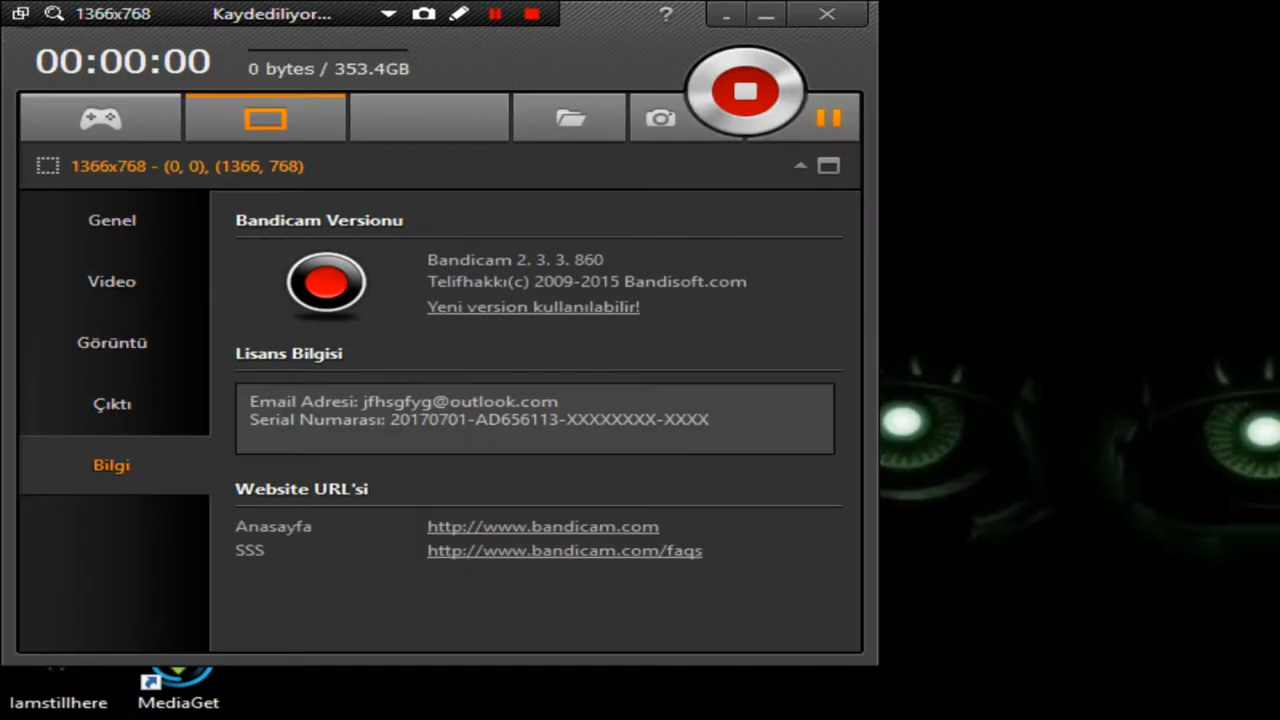 1366x768 Kaydediliyor...
00:00:00
0 bytes / 353.4GB
1366x768 - (0, 0), (1366, 768)
Genel
Video
Görüntü
Çıktı
Bilgi
Bandicam Versionu
Bandicam 2. 3. 3. 860
Telifhakkı(c) 2009-2015 Bandisoft.com
Yeni version kullanılabilir!
Lisans Bilgisi
Email Adresi: jfhsgfyg@outlook.com
Serial Numarası: 20170701-AD656113-XXXXXXXX-XXXX
Website URL'si
Anasayfa http://www.bandicam.com
SSS http://www.bandicam.com/faqs
Iamstillhere MediaGet